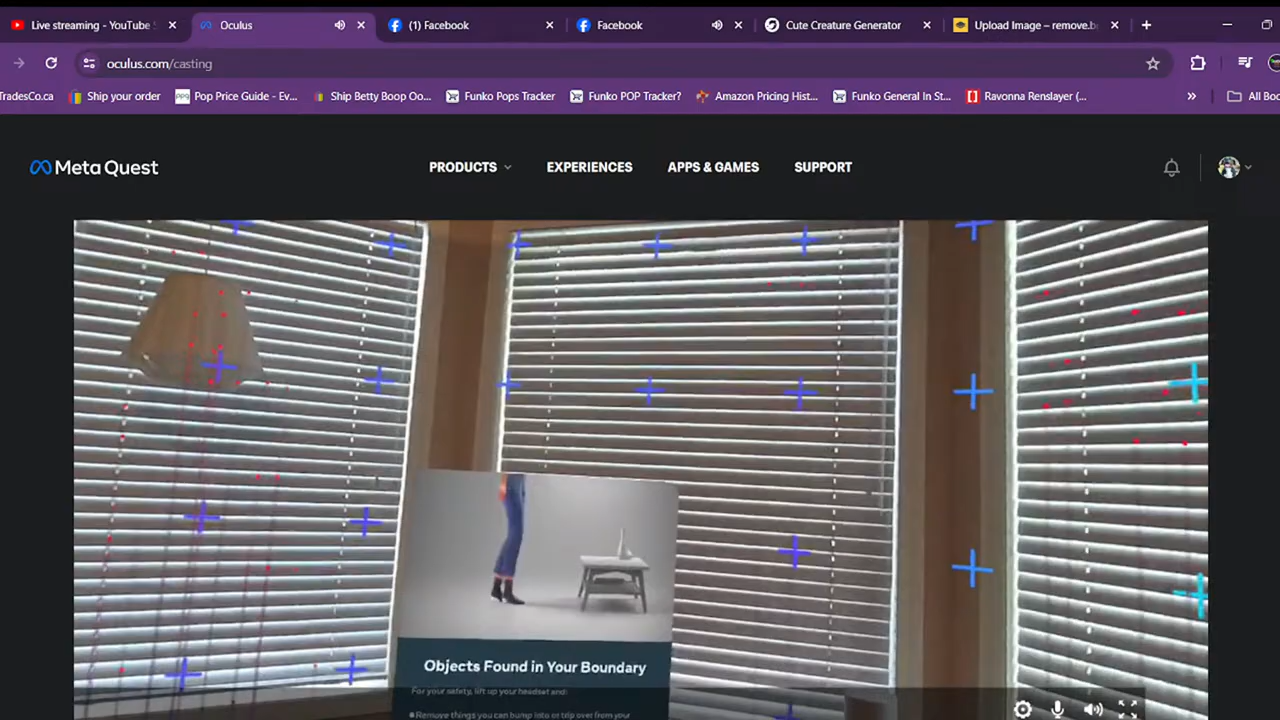 Live streaming - YouTube S
Oculus
(1) Facebook
Facebook
Cute Creature Generator
Upload Image – remove.b
oculus.com/casting
TradesCo.ca
Ship your order
PPG
Pop Price Guide - Ev...
Ship Betty Boop Oo...
Funko Pops Tracker
Funko POP Tracker?
Amazon Pricing Hist...
Funko General In St...
Ravonna Renslayer (...
All Boo
Meta Quest
PRODUCTS
EXPERIENCES
APPS & GAMES
SUPPORT
Objects Found in Your Boundary
For your safety, lift up your headset and:
Remove things you can bump into or trip over from your